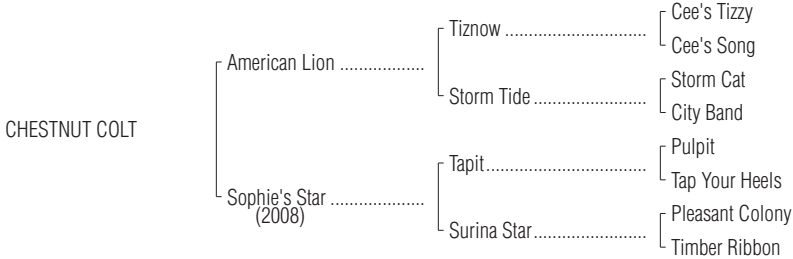 Cee's Tizzy
Tiznow ..............................
Cee's Song
American Lion ..................
Storm Cat
Storm Tide ........................
City Band
CHESTNUT COLT
Pulpit
Tapit..................................
Tap Your Heels
Sophie's Star ....................
(2008)
Pleasant Colony
Surina Star........................
Timber Ribbon